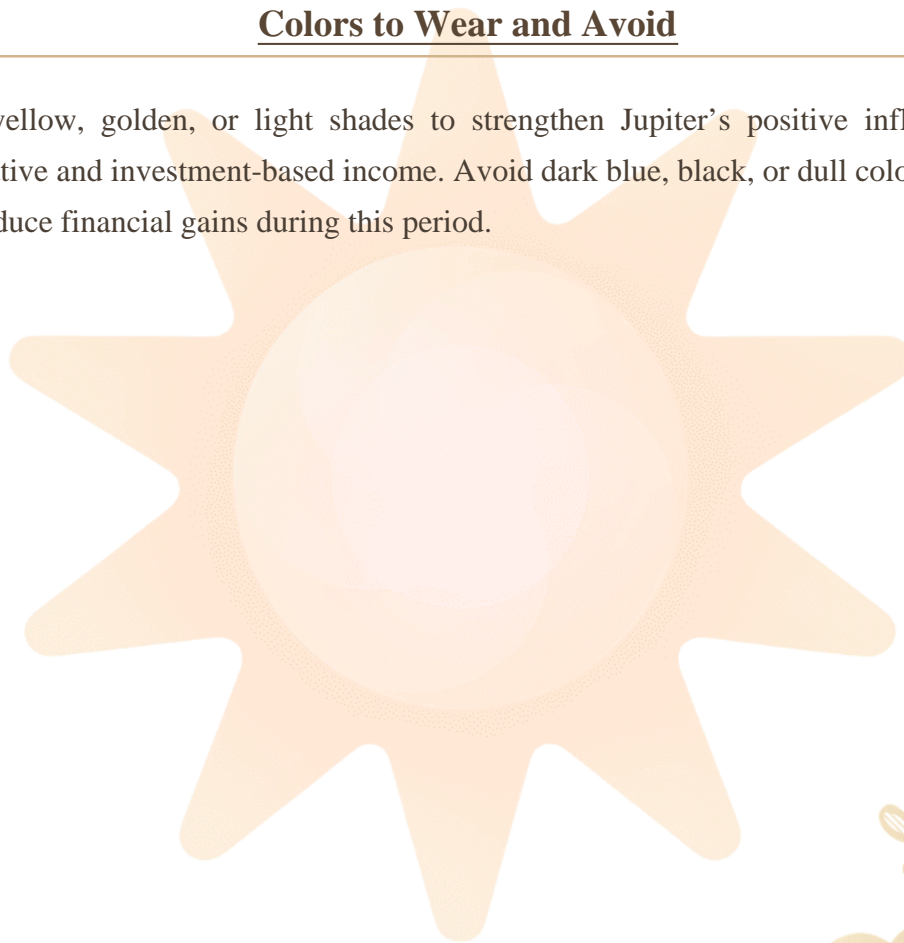 Colors to Wear and Avoid
yellow, golden, or light shades to strengthen Jupiter’s positive infl
tive and investment-based income. Avoid dark blue, black, or dull colo
duce financial gains during this period.